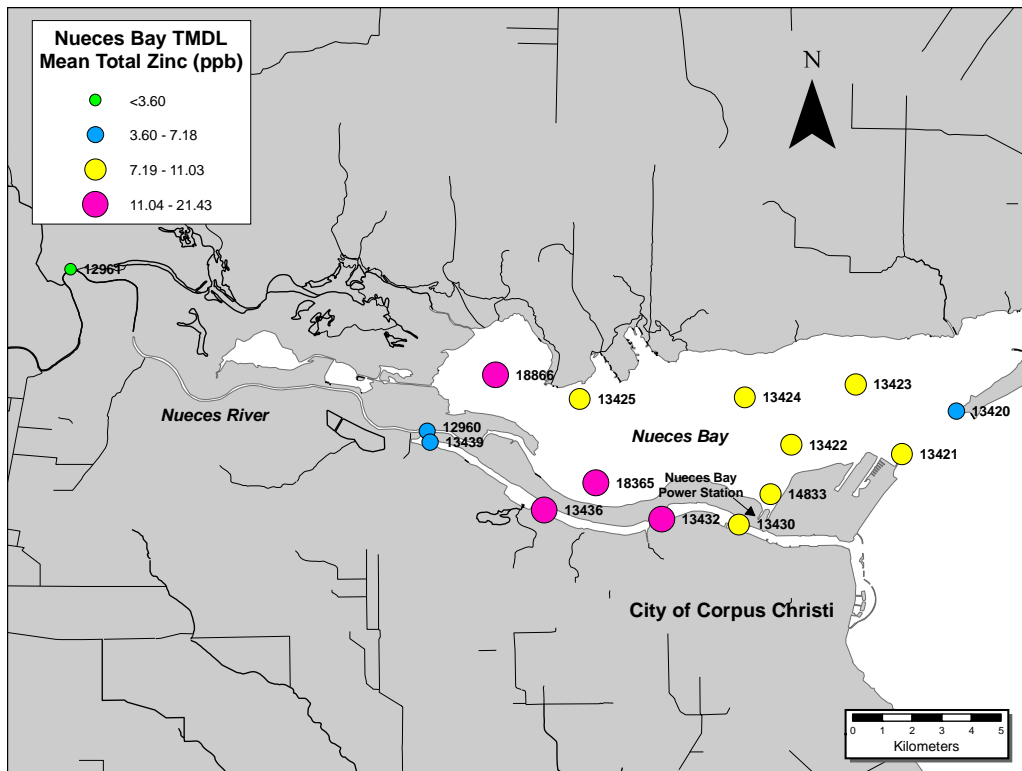 Nueces Bay TMDL
Mean Total Zinc (ppb)
<3.60
3.60 - 7.18
7.19 - 11.03
11.04 - 21.43
N
12961
18866
13425
13424
13423
13420
Nueces River
12960
13439
Nueces Bay
13422
13421
18365
Nueces Bay
Power Station
14833
13436
13432
13430
City of Corpus Christi
0 1 2 3 4 5
Kilometers